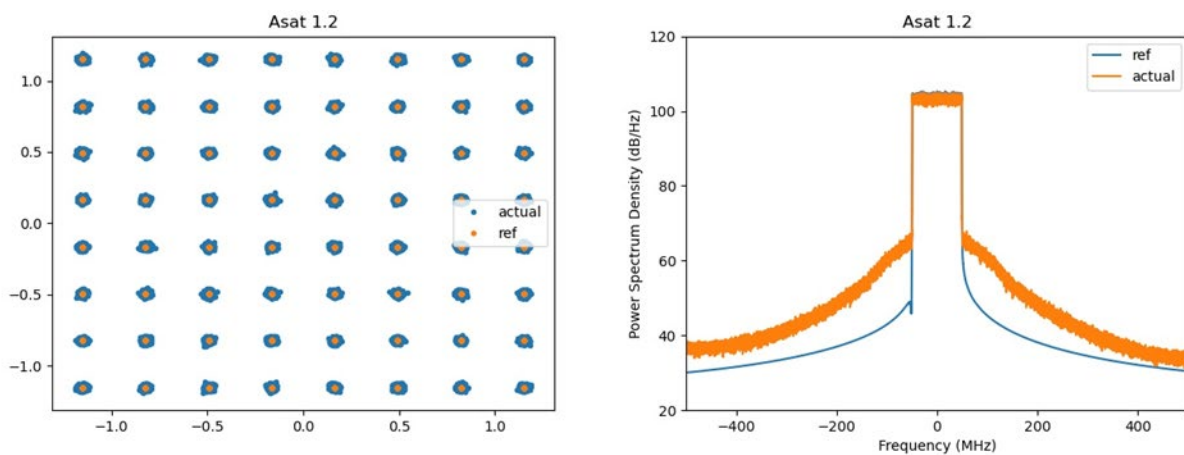 Asat 1.2
1.0
0.5
0.0
−0.5
−1.0
−1.0
−0.5
0.0
0.5
1.0
actual
ref
Asat 1.2
Power Spectrum Density (dB/Hz)
120
100
80
60
40
20
−400
−200
0
200
400
Frequency (MHz)
ref
actual